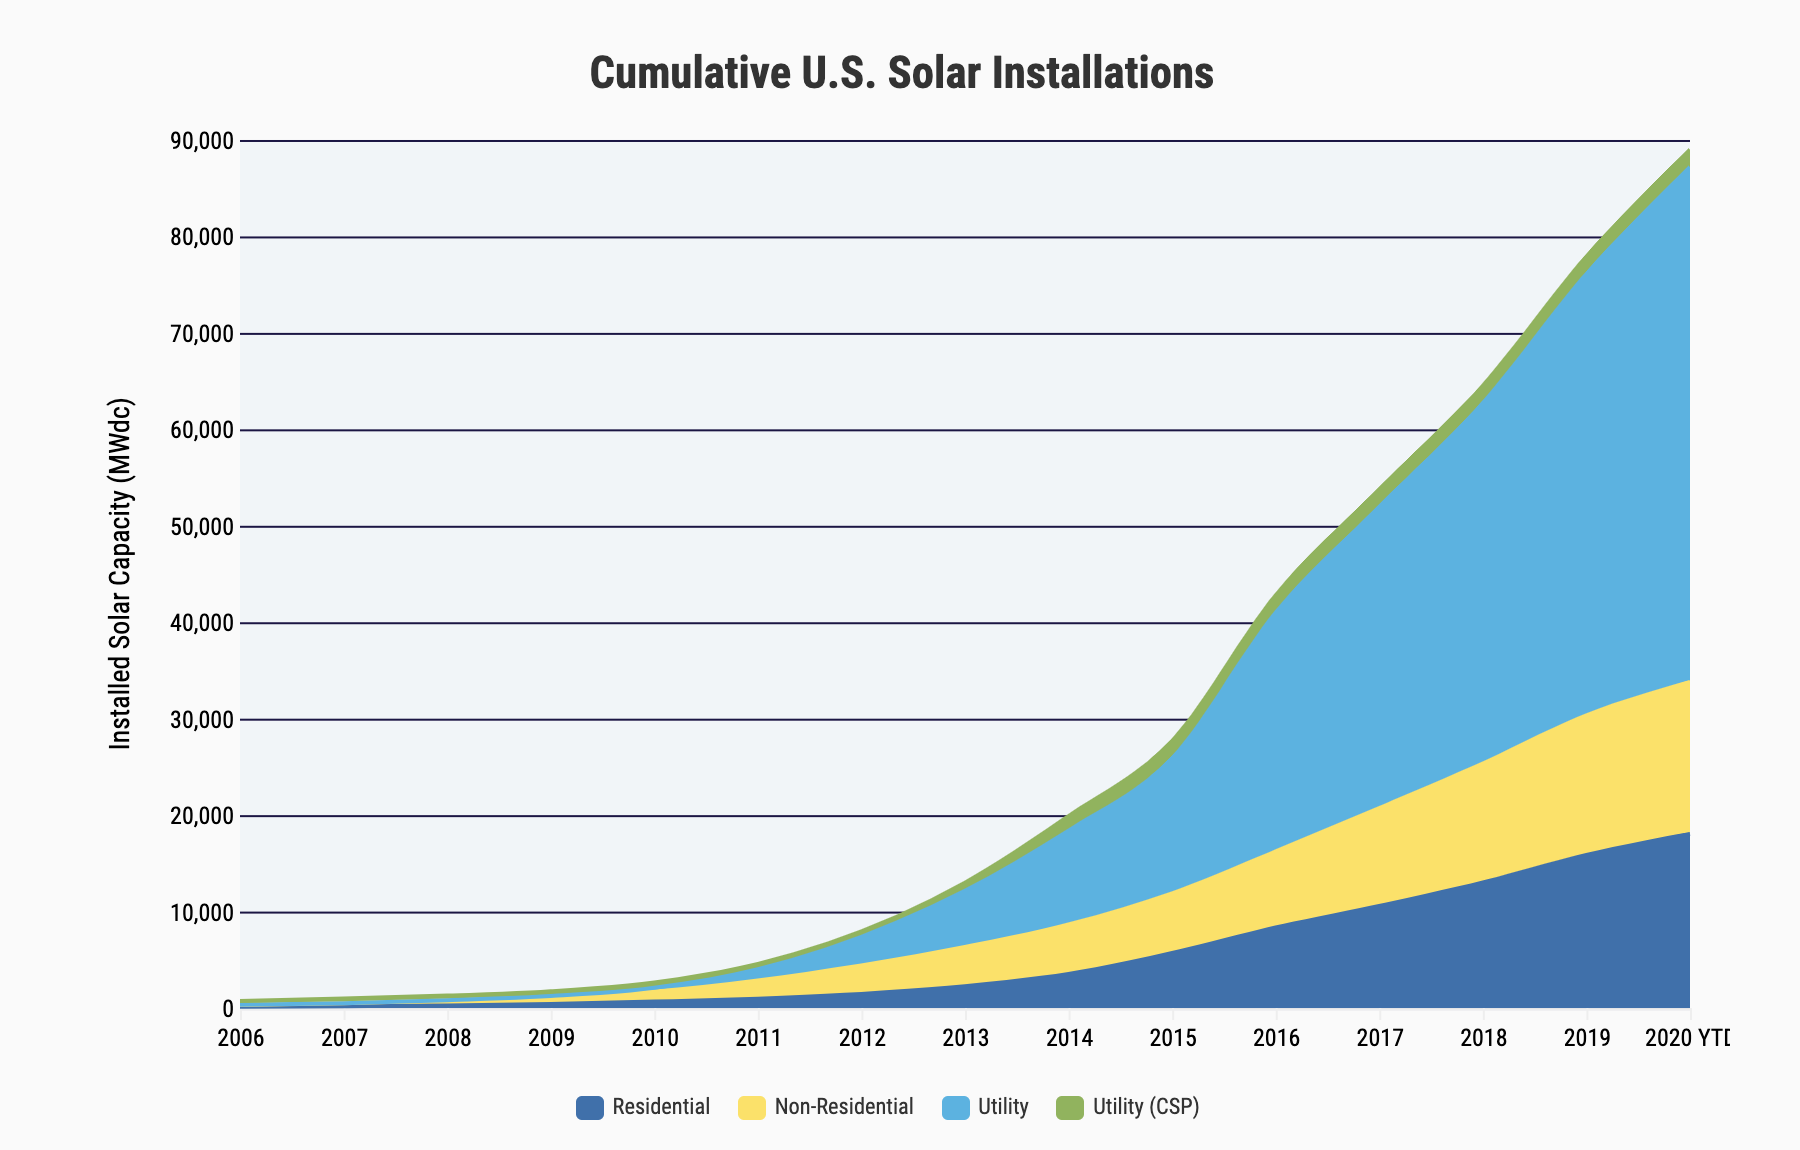 Cumulative U.S. Solar Installations
90,000
80,000
70,000
60,000
50,000
40,000
30,000
20,000
10,000
0
Installed Solar Capacity (MWdc)
2006 2007 2008 2009 2010 2011 2012 2013 2014 2015 2016 2017 2018 2019 2020 YTD
Residential Non-Residential Utility Utility (CSP)